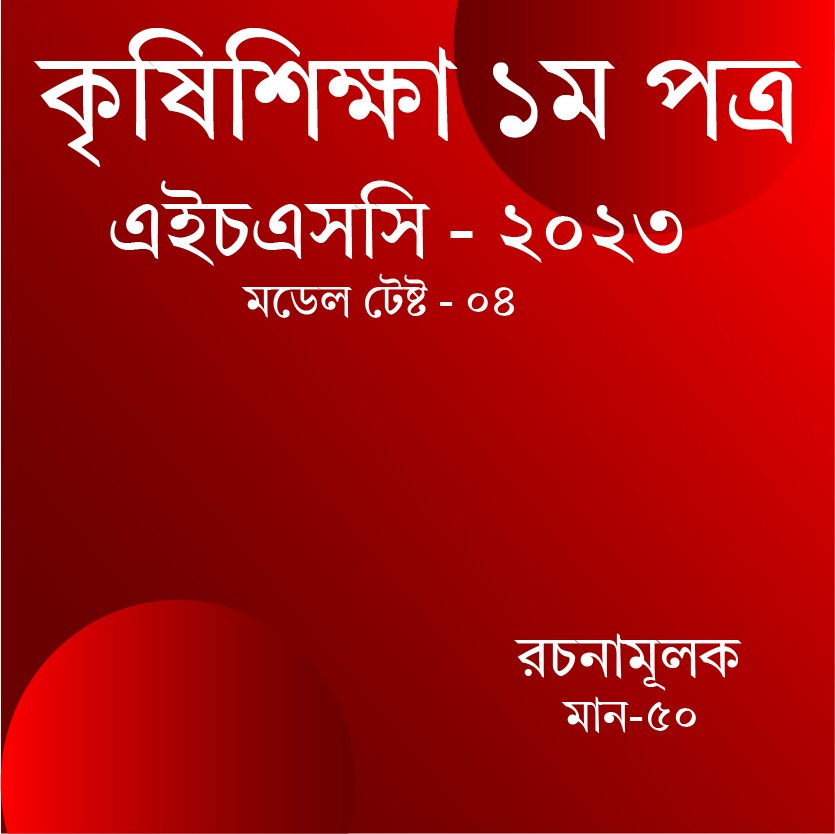 কৃষিশিক্ষা ১ম পত্র
এইচএসসি - ২০২৩
মডেল টেষ্ট - ০৪
রচনামূলক
মান-৫০